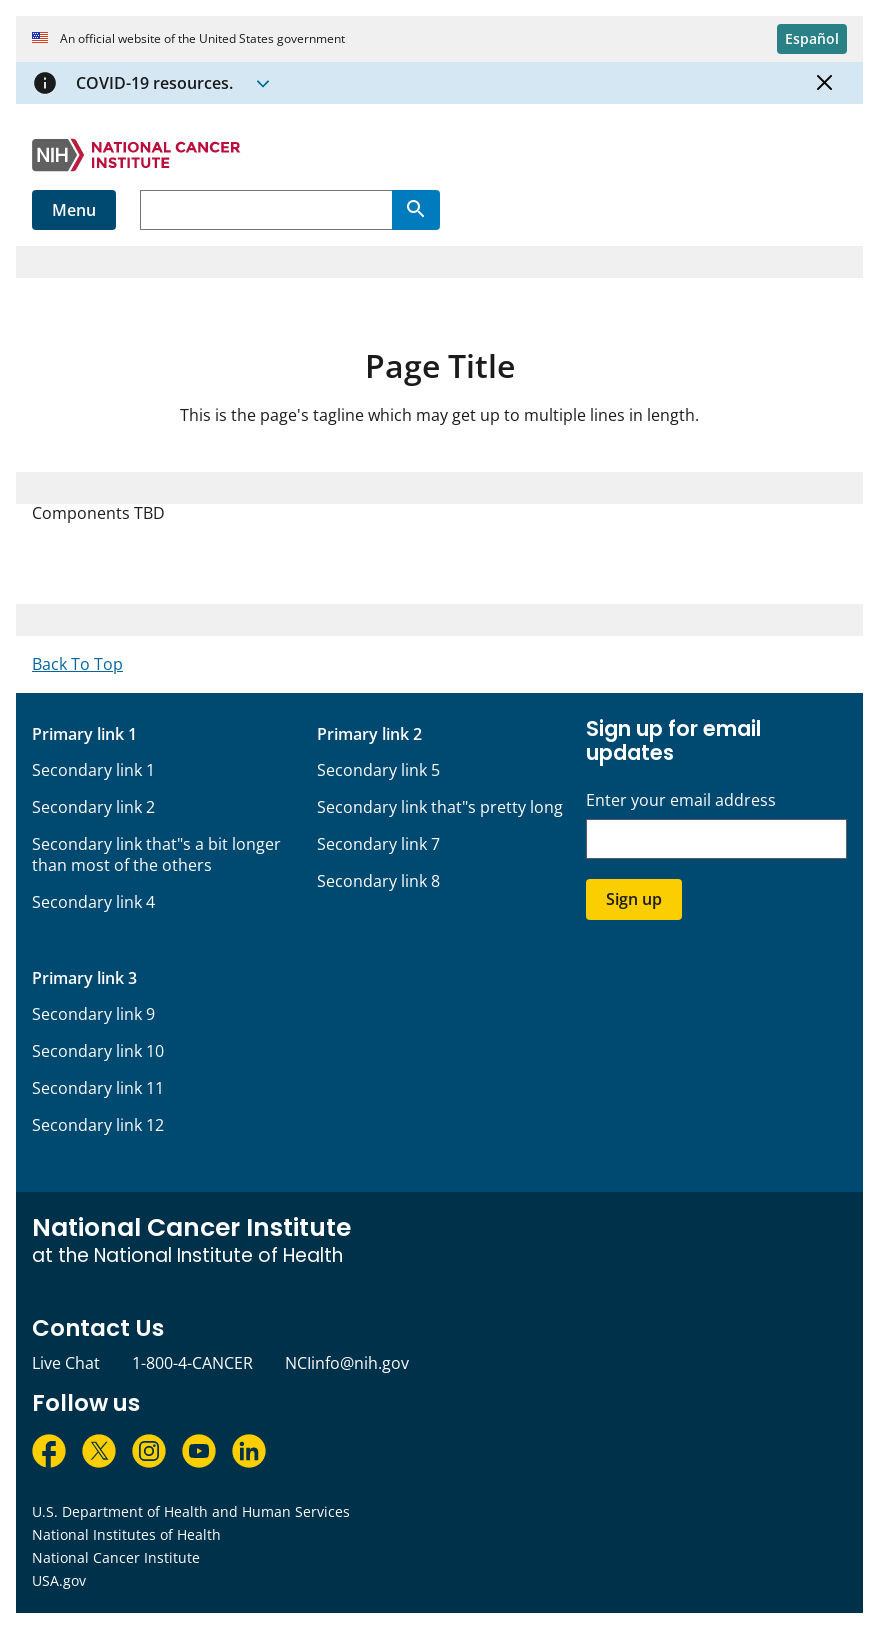 An official website of the United States government
Español
COVID-19 resources.
NIH
NATIONAL CANCER
INSTITUTE
Menu
Page Title
This is the page's tagline which may get up to multiple lines in length.
Components TBD
Back To Top
Primary link 1
Secondary link 1
Secondary link 2
Secondary link that"s a bit longer
than most of the others
Secondary link 4
Primary link 2
Secondary link 5
Secondary link that"s pretty long
Secondary link 7
Secondary link 8
Sign up for email
updates
Enter your email address
Sign up
Primary link 3
Secondary link 9
Secondary link 10
Secondary link 11
Secondary link 12
National Cancer Institute
at the National Institute of Health
Contact Us
Live Chat 1-800-4-CANCER NCIinfo@nih.gov
Follow us
U.S. Department of Health and Human Services
National Institutes of Health
National Cancer Institute
USA.gov